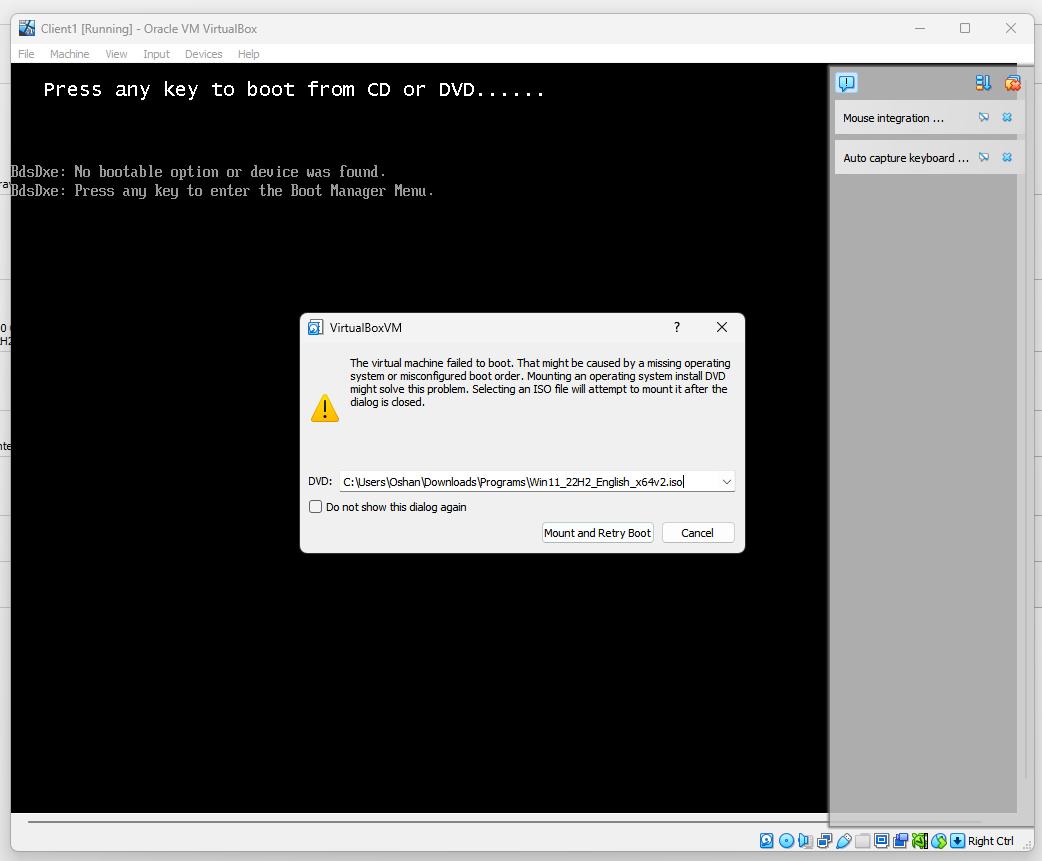 Client1 [Running] - Oracle VM VirtualBox
File Machine View Input Devices Help
Press any key to boot from CD or DVD......
BdsDxe: No bootable option or device was found.
BdsDxe: Press any key to enter the Boot Manager Menu.
Mouse integration ...
Auto capture keyboard ...
VirtualBoxVM
The virtual machine failed to boot. That might be caused by a missing operating
system or misconfigured boot order. Mounting an operating system install DVD
might solve this problem. Selecting an ISO file will attempt to mount it after the
dialog is closed.
DVD: C:\Users\Oshan\Downloads\Programs\Win11_22H2_English_x64v2.iso
Do not show this dialog again
Mount and Retry Boot Cancel
Right Ctrl